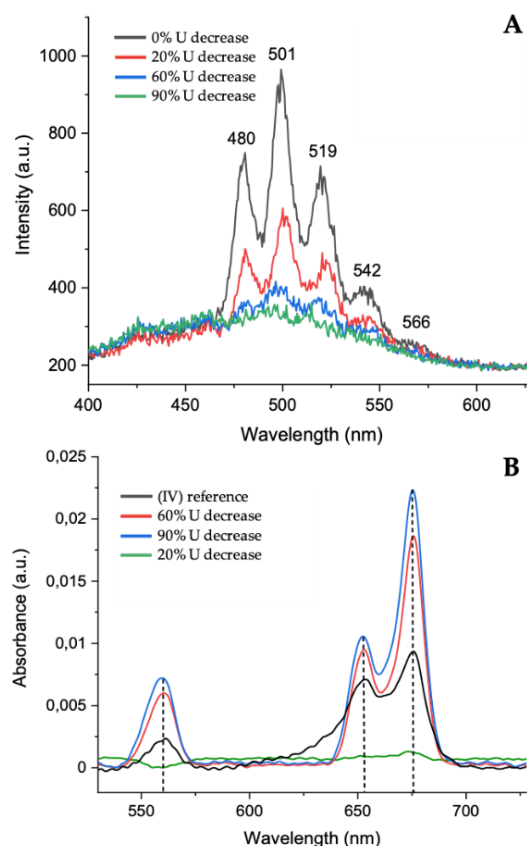 A
0% U decrease
20% U decrease
60% U decrease
90% U decrease
501
480
519
542
566
1000
800
600
400
200
Intensity (a.u.)
400 450 500 550 600
Wavelength (nm)
B
(IV) reference
60% U decrease
90% U decrease
20% U decrease
0,025
0,02
0,015
0,01
0,005
0
Absorbance (a.u.)
550 600 650 700
Wavelength (nm)